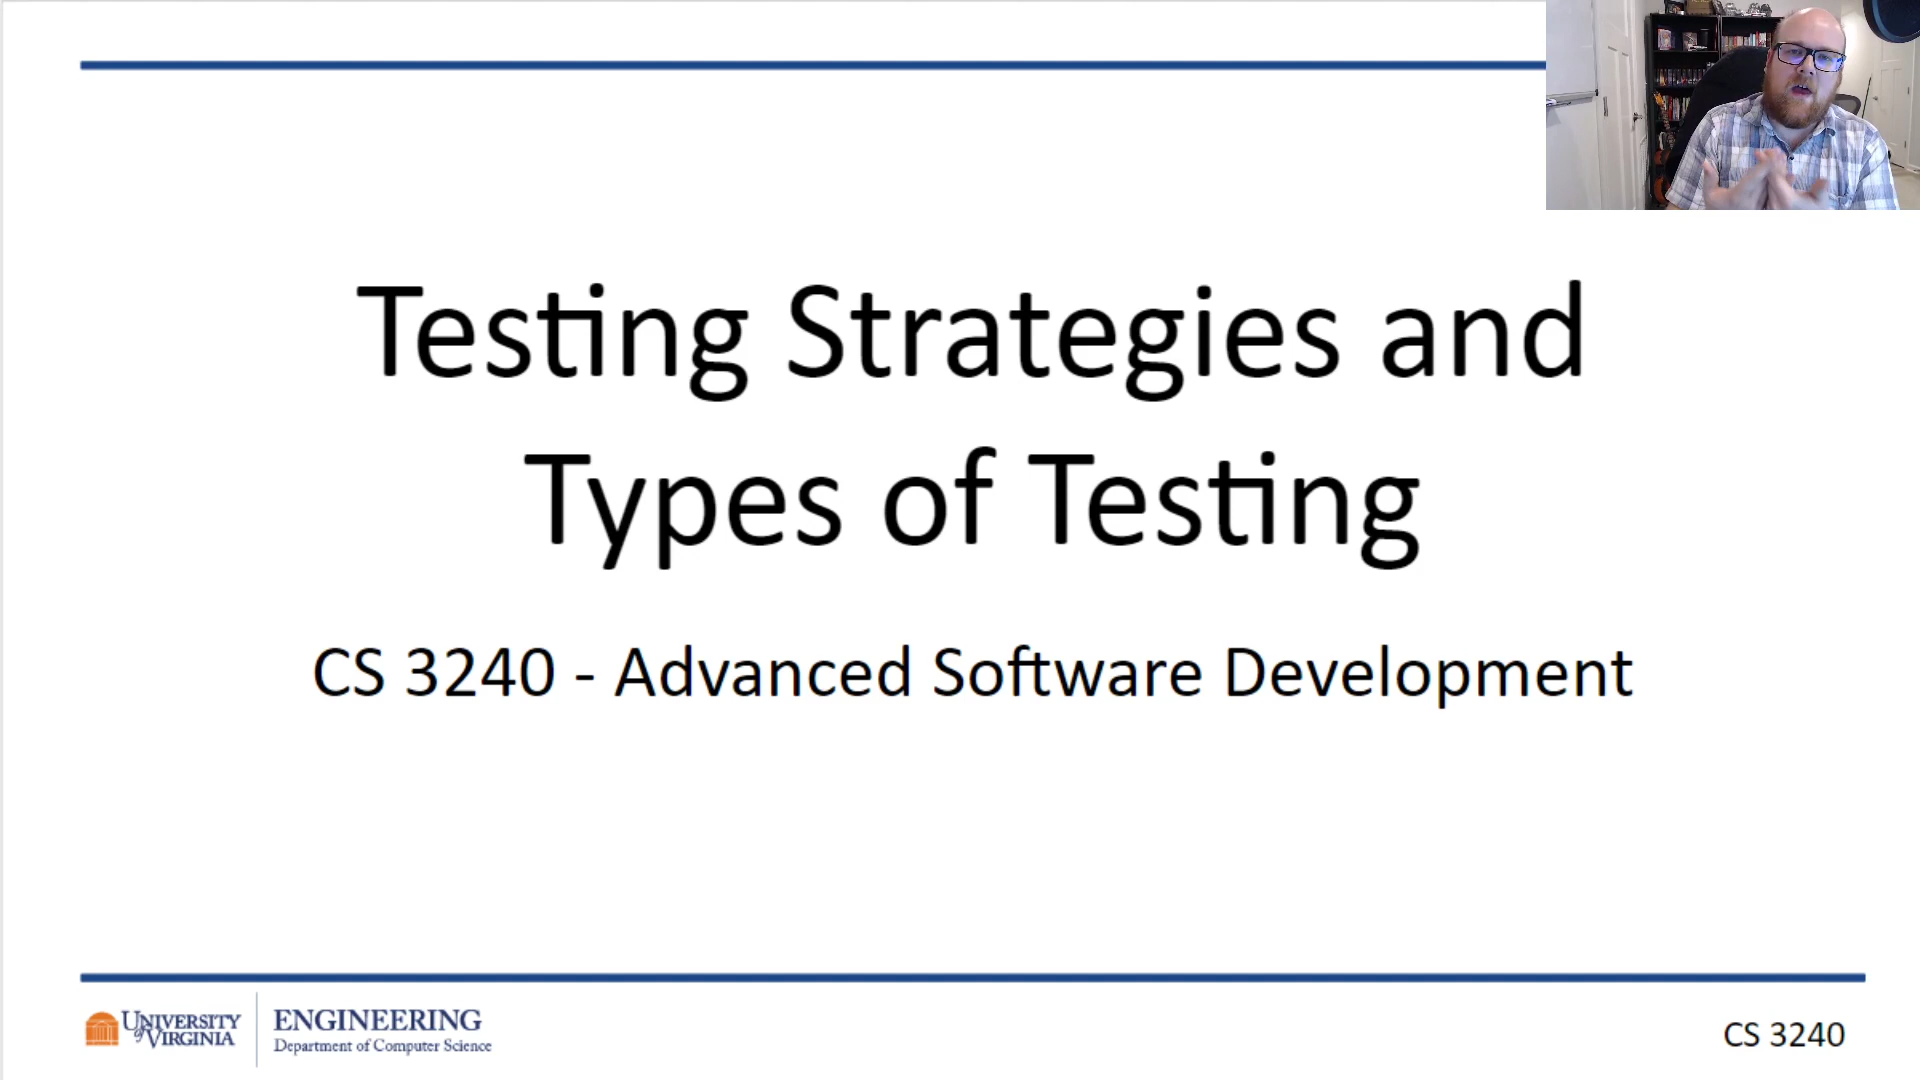 Testing Strategies and
Types of Testing
CS 3240 - Advanced Software Development
UNIVERSITY
of VIRGINIA
ENGINEERING
Department of Computer Science
CS 3240